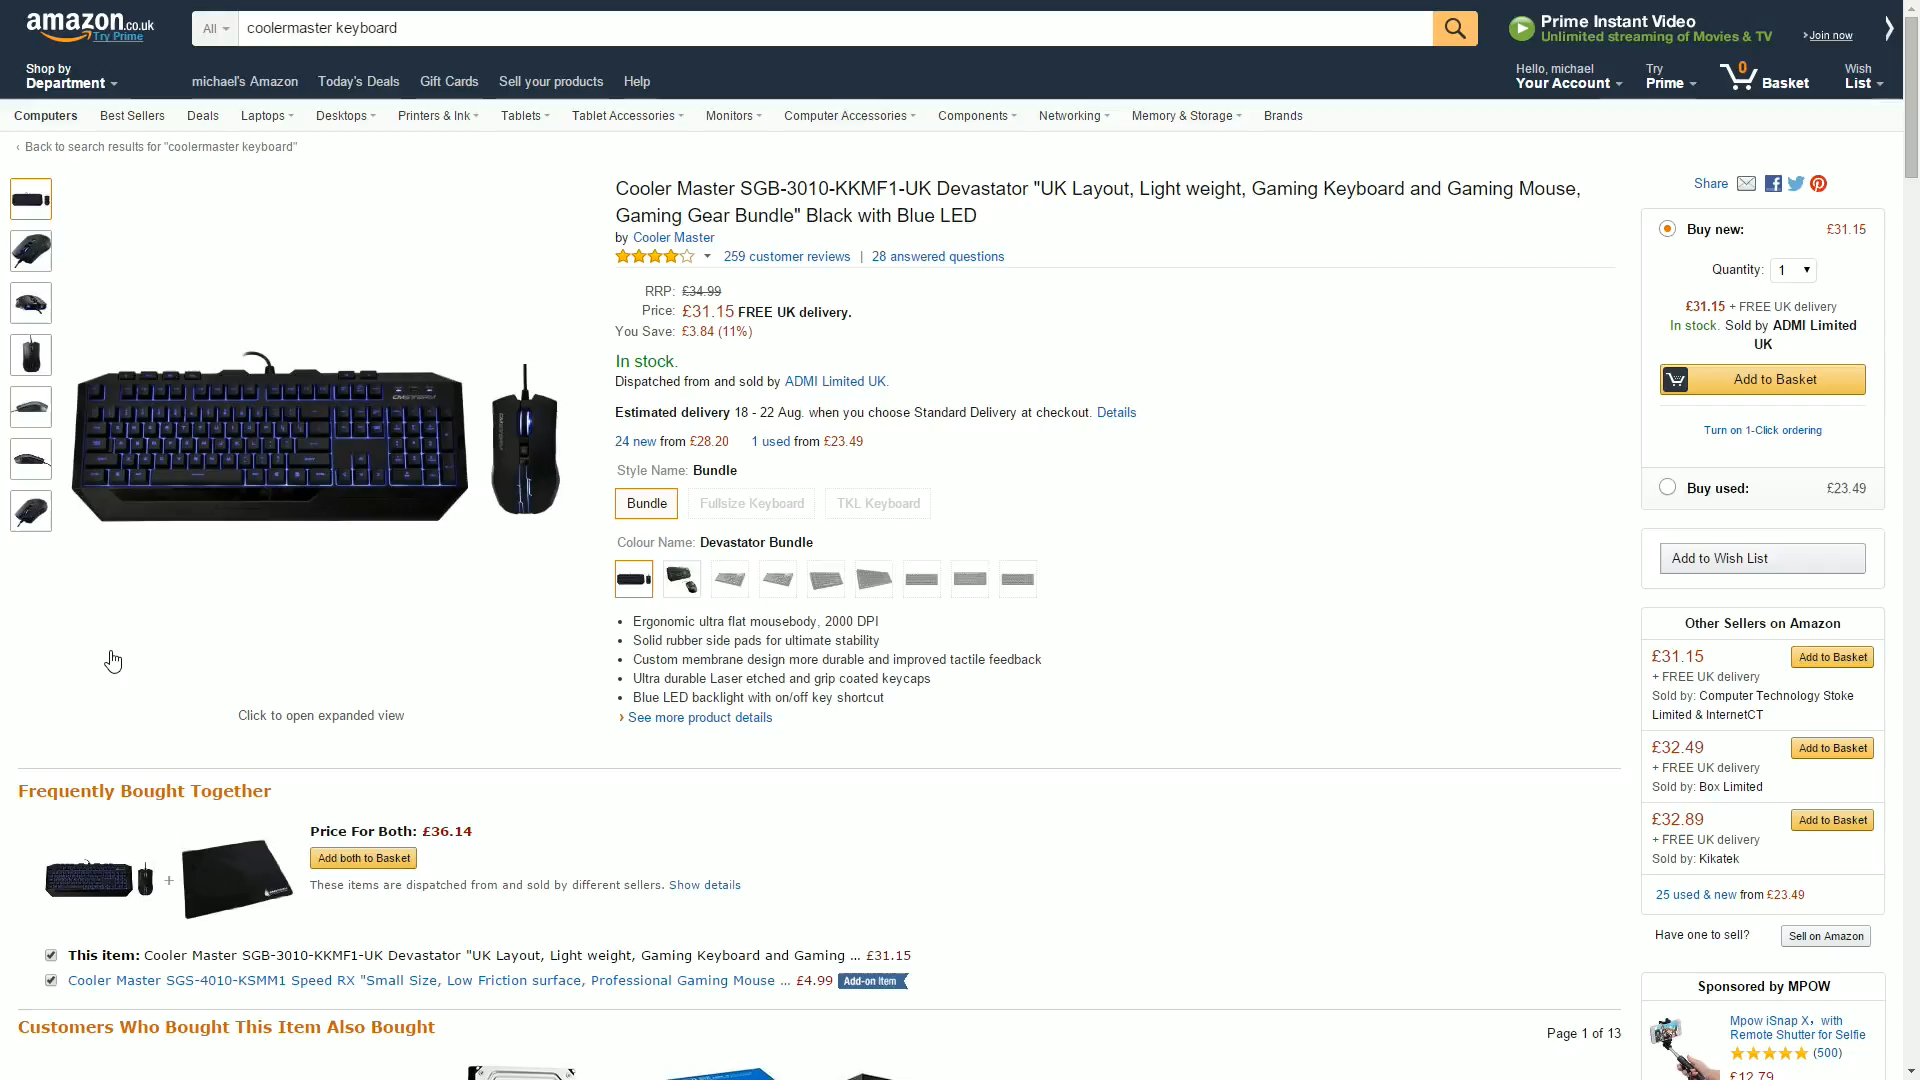 amazon.co.uk
Try Prime
All
coolermaster keyboard
Prime Instant Video
Unlimited streaming of Movies & TV
› Join now
Shop by
Department
michael's Amazon
Today's Deals
Gift Cards
Sell your products
Help
Hello, michael
Your Account
Try
Prime
0
Basket
Wish
List
Computers
Best Sellers
Deals
Laptops
Desktops
Printers & Ink
Tablets
Tablet Accessories
Monitors
Computer Accessories
Components
Networking
Memory & Storage
Brands
‹ Back to search results for "coolermaster keyboard"
Cooler Master SGB-3010-KKMF1-UK Devastator "UK Layout, Light weight, Gaming Keyboard and Gaming Mouse,
Gaming Gear Bundle" Black with Blue LED
by Cooler Master
259 customer reviews | 28 answered questions
RRP: £34.99
Price: £31.15 FREE UK delivery.
You Save: £3.84 (11%)
In stock.
Dispatched from and sold by ADMI Limited UK.
Estimated delivery 18 - 22 Aug. when you choose Standard Delivery at checkout. Details
24 new from £28.20 1 used from £23.49
Style Name: Bundle
Bundle
Fullsize Keyboard
TKL Keyboard
Colour Name: Devastator Bundle
• Ergonomic ultra flat mousebody, 2000 DPI
• Solid rubber side pads for ultimate stability
• Custom membrane design more durable and improved tactile feedback
• Ultra durable Laser etched and grip coated keycaps
• Blue LED backlight with on/off key shortcut
› See more product details
Click to open expanded view
Share
Buy new: £31.15
Quantity: 1
£31.15 + FREE UK delivery
In stock. Sold by ADMI Limited
UK
Add to Basket
Turn on 1-Click ordering
Buy used: £23.49
Add to Wish List
Other Sellers on Amazon
£31.15 Add to Basket
+ FREE UK delivery
Sold by: Computer Technology Stoke
Limited & InternetCT
£32.49 Add to Basket
+ FREE UK delivery
Sold by: Box Limited
£32.89 Add to Basket
+ FREE UK delivery
Sold by: Kikatek
25 used & new from £23.49
Have one to sell? Sell on Amazon
Sponsored by MPOW
Mpow iSnap X, with
Remote Shutter for Selfie
(500)
£12.79
Frequently Bought Together
Price For Both: £36.14
Add both to Basket
These items are dispatched from and sold by different sellers. Show details
+
This item: Cooler Master SGB-3010-KKMF1-UK Devastator "UK Layout, Light weight, Gaming Keyboard and Gaming ... £31.15
Cooler Master SGS-4010-KSMM1 Speed RX "Small Size, Low Friction surface, Professional Gaming Mouse ... £4.99 Add-on Item
Customers Who Bought This Item Also Bought
Page 1 of 13